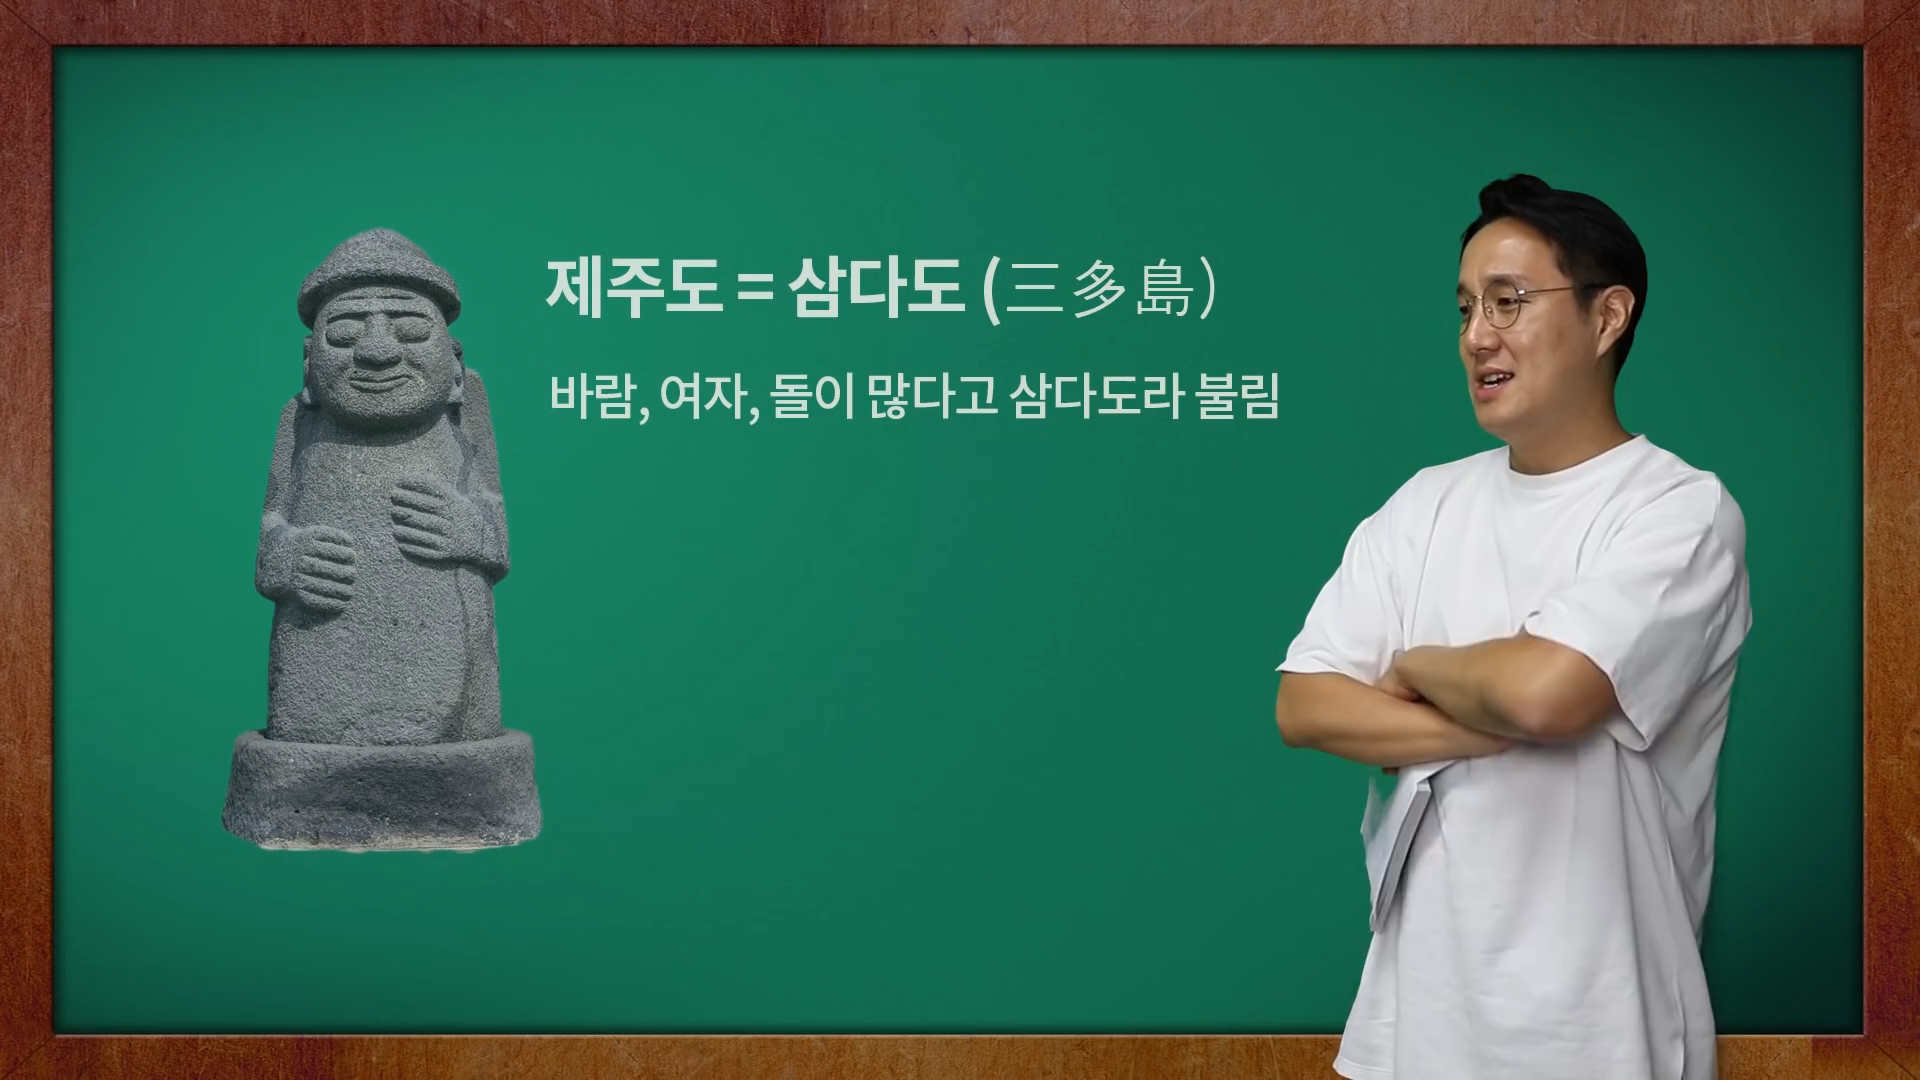 제주도 = 삼다도 (三多島)
바람, 여자, 돌이 많다고 삼다도라 불림